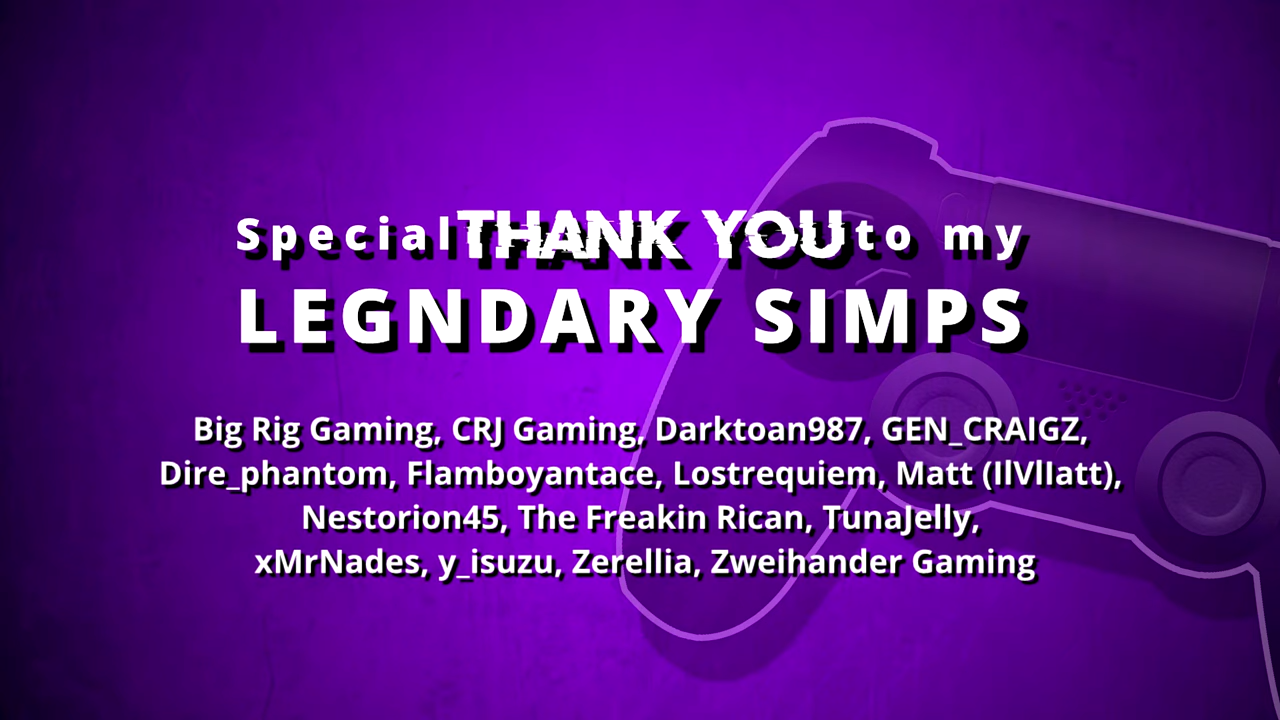 Special THANK YOU to my
LEGNDARY SIMPS
Big Rig Gaming, CRJ Gaming, Darktoan987, GEN_CRAIGZ,
Dire_phantom, Flamboyantace, Lostrequiem, Matt (IlVlIatt),
Nestorion45, The Freakin Rican, TunaJelly,
xMrNades, y_isuzu, Zerellia, Zweihander Gaming